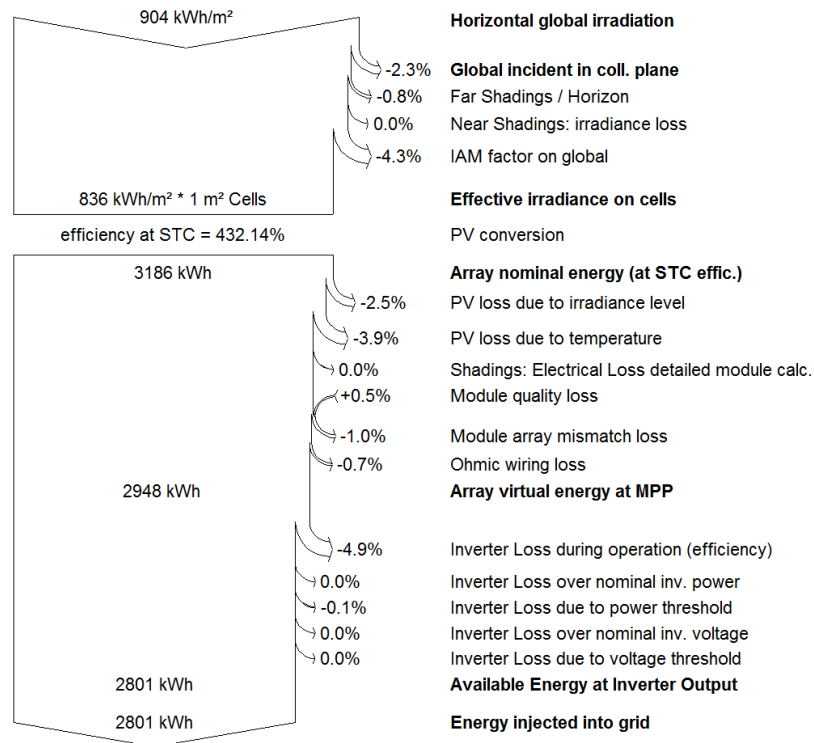 904 kWh/m² Horizontal global irradiation
-2.3% Global incident in coll. plane
-0.8% Far Shadings / Horizon
0.0% Near Shadings: irradiance loss
-4.3% IAM factor on global
836 kWh/m² * 1 m² Cells Effective irradiance on cells
efficiency at STC = 432.14% PV conversion
3186 kWh Array nominal energy (at STC effic.)
-2.5% PV loss due to irradiance level
-3.9% PV loss due to temperature
0.0% Shadings: Electrical Loss detailed module calc.
+0.5% Module quality loss
-1.0% Module array mismatch loss
-0.7% Ohmic wiring loss
2948 kWh Array virtual energy at MPP
-4.9% Inverter Loss during operation (efficiency)
0.0% Inverter Loss over nominal inv. power
-0.1% Inverter Loss due to power threshold
0.0% Inverter Loss over nominal inv. voltage
0.0% Inverter Loss due to voltage threshold
2801 kWh Available Energy at Inverter Output
2801 kWh Energy injected into grid